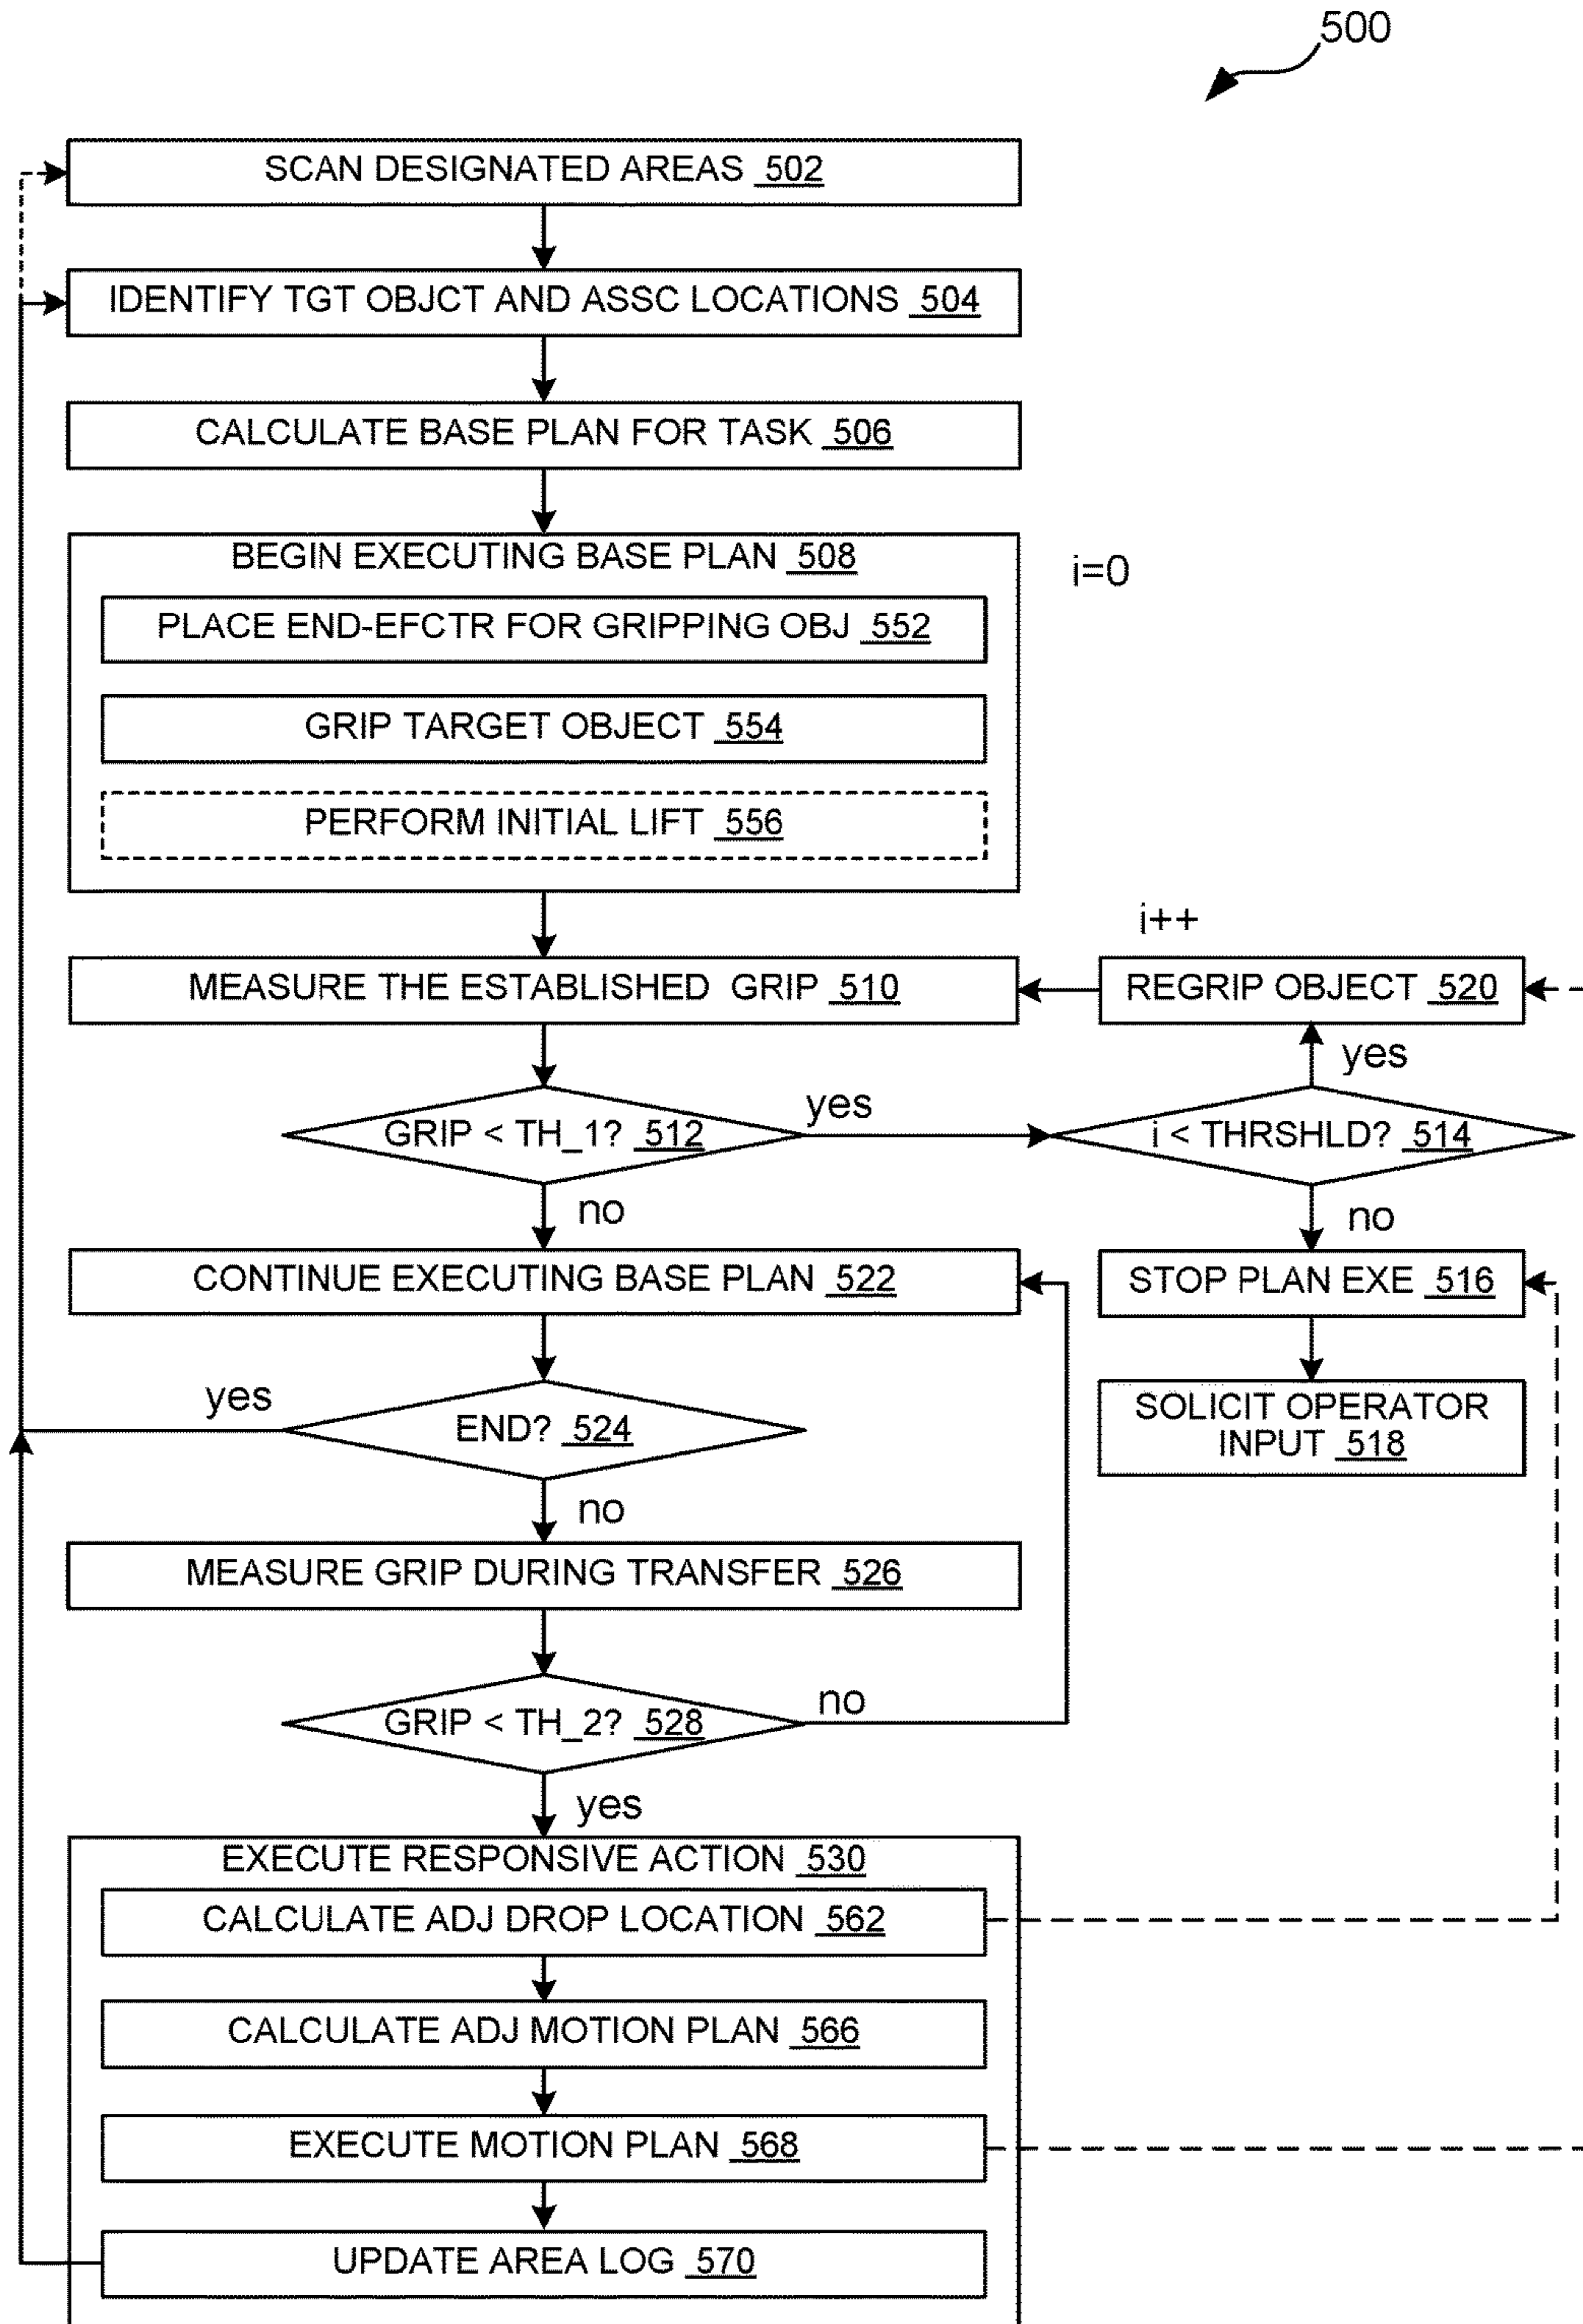 500
SCAN DESIGNATED AREAS 502
IDENTIFY TGT OBJCT AND ASSC LOCATIONS 504
CALCULATE BASE PLAN FOR TASK 506
BEGIN EXECUTING BASE PLAN 508
i=0
PLACE END-EFCTR FOR GRIPPING OBJ 552
GRIP TARGET OBJECT 554
PERFORM INITIAL LIFT 556
i++
MEASURE THE ESTABLISHED GRIP 510
REGRIP OBJECT 520
yes
GRIP < TH_1? 512
yes
i < THRSHLD? 514
no
no
CONTINUE EXECUTING BASE PLAN 522
STOP PLAN EXE 516
yes
END? 524
SOLICIT OPERATOR
INPUT 518
no
MEASURE GRIP DURING TRANSFER 526
GRIP < TH_2? 528
no
yes
EXECUTE RESPONSIVE ACTION 530
CALCULATE ADJ DROP LOCATION 562
CALCULATE ADJ MOTION PLAN 566
EXECUTE MOTION PLAN 568
UPDATE AREA LOG 570